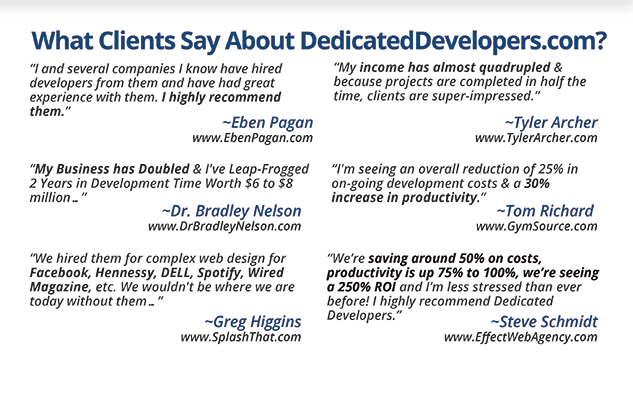 What Clients Say About DedicatedDevelopers.com?
“I and several companies I know have hired
developers from them and have had great
experience with them. I highly recommend
them.”
~Eben Pagan
www.EbenPagan.com
“My income has almost quadrupled &
because projects are completed in half the
time, clients are super-impressed.”
~Tyler Archer
www.TylerArcher.com
“My Business has Doubled & I've Leap-Frogged
2 Years in Development Time Worth $6 to $8
million... ”
~Dr. Bradley Nelson
www.DrBradleyNelson.com
“I'm seeing an overall reduction of 25% in
on-going development costs & a 30%
increase in productivity.”
~Tom Richard
www.GymSource.com
“We hired them for complex web design for
Facebook, Hennessy, DELL, Spotify, Wired
Magazine, etc. We wouldn't be where we are
today without them... ”
~Greg Higgins
www.SplashThat.com
“We’re saving around 50% on costs,
productivity is up 75% to 100%, we’re seeing
a 250% ROI and I’m less stressed than ever
before! I highly recommend Dedicated
Developers.”
~Steve Schmidt
www.EffectWebAgency.com